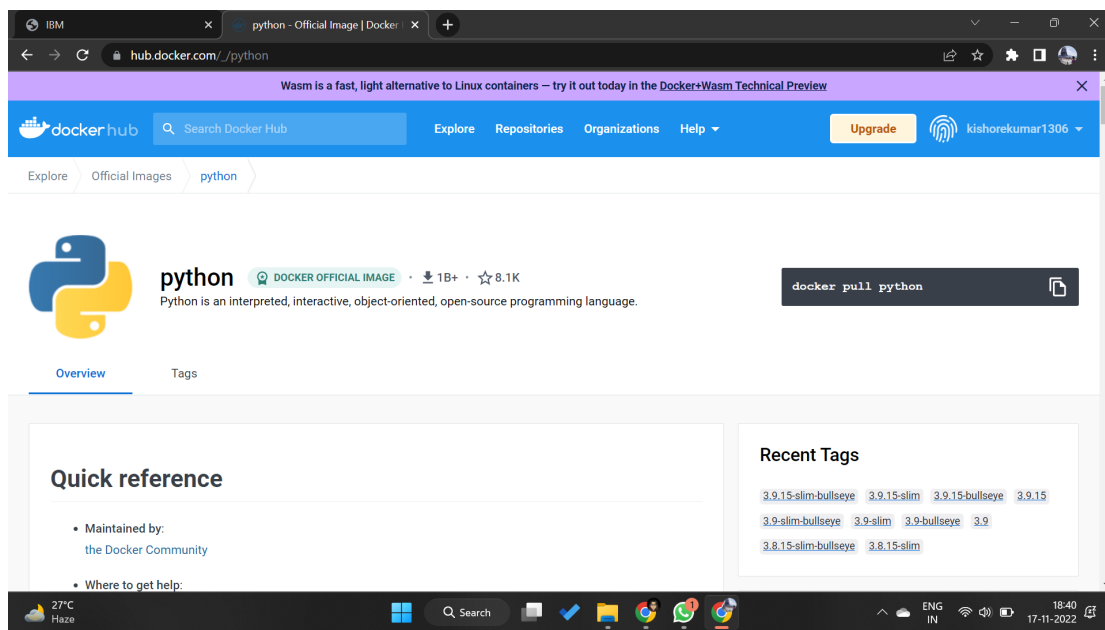 IBM
python - Official Image | Docker
hub.docker.com/_/python
Wasm is a fast, light alternative to Linux containers — try it out today in the Docker+Wasm Technical Preview
dockerhub
Search Docker Hub
Explore
Repositories
Organizations
Help
Upgrade
kishorekumar1306
Explore
Official Images
python
python
DOCKER OFFICIAL IMAGE
· 1B+ · 8.1K
Python is an interpreted, interactive, object-oriented, open-source programming language.
docker pull python
Overview
Tags
Quick reference
• Maintained by:
the Docker Community
• Where to get help:
Recent Tags
3.9.15-slim-bullseye 3.9.15-slim 3.9.15-bullseye 3.9.15
3.9-slim-bullseye 3.9-slim 3.9-bullseye 3.9
3.8.15-slim-bullseye 3.8.15-slim
27°C
Haze
Search
1
ENG
IN
18:40
17-11-2022